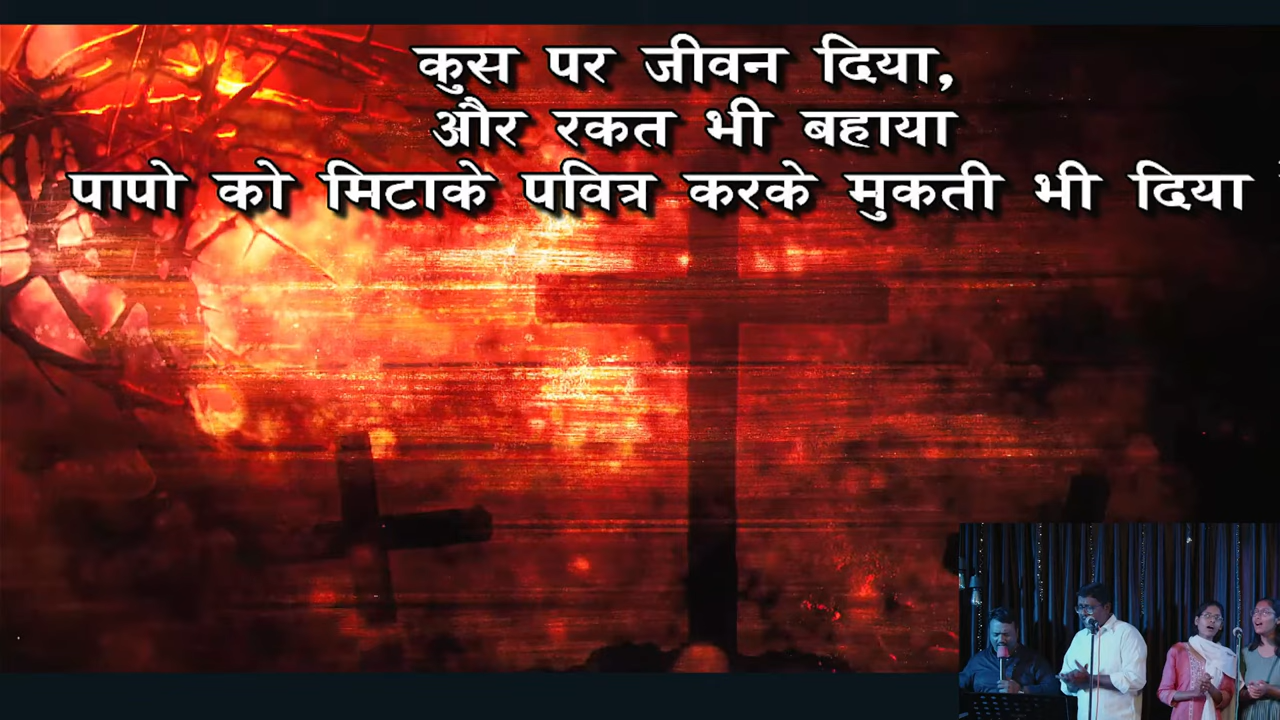 कुस पर जीवन दिया,
और रकत भी बहाया
पापो को मिटाके पवित्र करके मुकती भी दिया